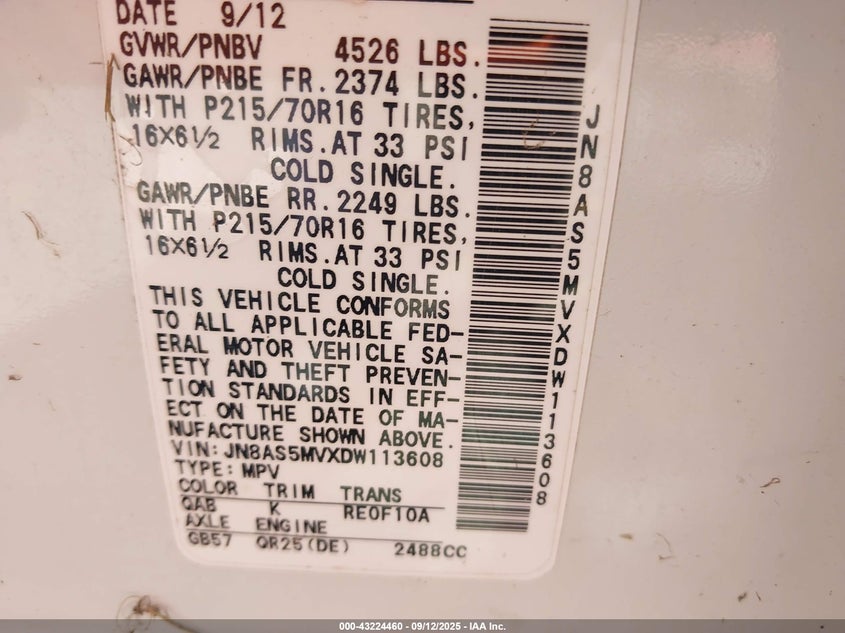 DATE 9/12
GVWR/PNBV 4526 LBS.
GAWR/PNBE FR.2374 LBS.
WITH P215/70R16 TIRES,
16X6½ RIMS.AT 33 PSI
COLD SINGLE.
GAWR/PNBE RR.2249 LBS.
WITH P215/70R16 TIRES,
16X6½ RIMS.AT 33 PSI
COLD SINGLE.
THIS VEHICLE CONFORMS
TO ALL APPLICABLE FED-
ERAL MOTOR VEHICLE SA-
FETY AND THEFT PREVEN-
TION STANDARDS IN EFF-
ECT ON THE DATE OF MA-
NUFACTURE SHOWN ABOVE.
VIN:JN8AS5MVXDW113608
TYPE:MPV
COLOR TRIM TRANS
QAB K RE0F10A
AXLE ENGINE
GB57 QR25(DE) 2488CC
JN8AS5MVXDW113608
000-43224460 - 09/12/2025 - IAA Inc.